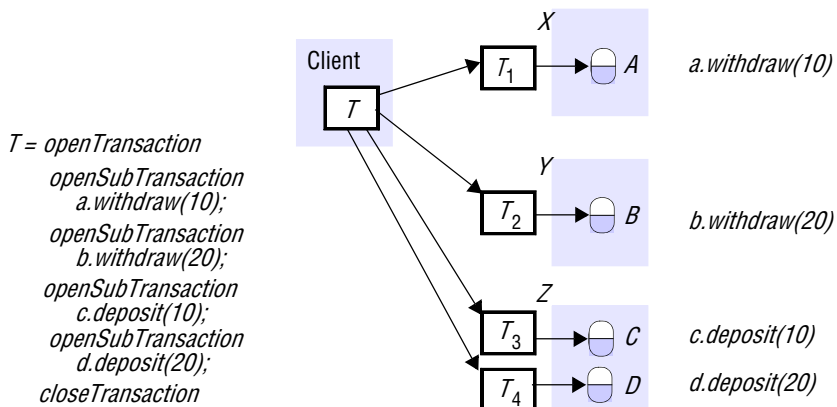 X
Client
T1
A
a.withdraw(10)
T
T = openTransaction
openSubTransaction
a.withdraw(10);
openSubTransaction
b.withdraw(20);
openSubTransaction
c.deposit(10);
openSubTransaction
d.deposit(20);
closeTransaction
Y
T2
B
b.withdraw(20)
Z
T3
C
c.deposit(10)
T4
D
d.deposit(20)